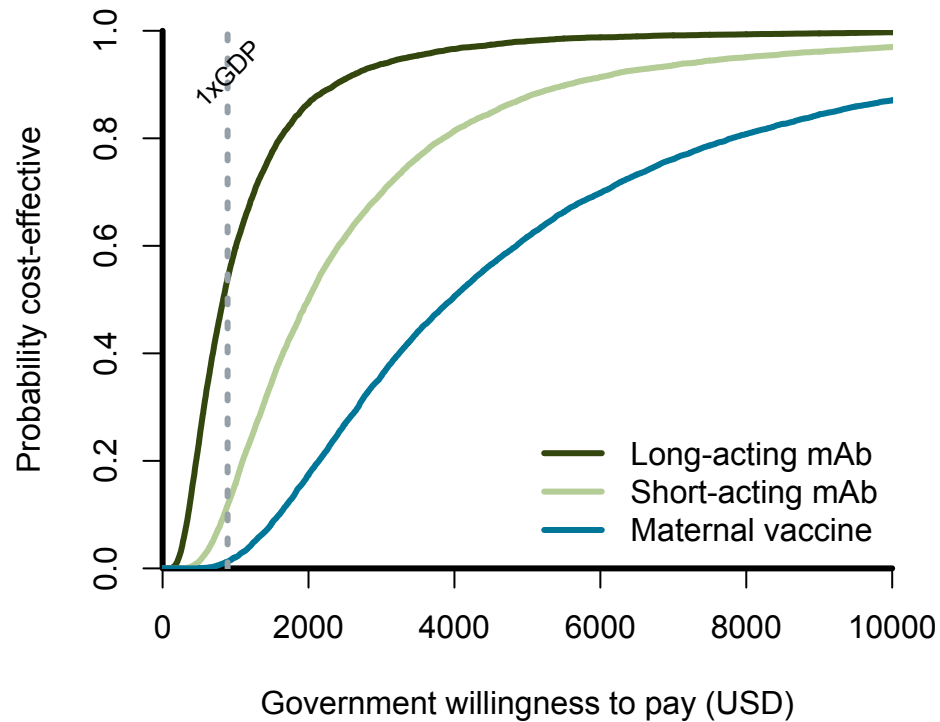 1xGDP
Probability cost-effective
1.0
0.8
0.6
0.4
0.2
0.0
Long-acting mAb
Short-acting mAb
Maternal vaccine
0 2000 4000 6000 8000 10000
Government willingness to pay (USD)